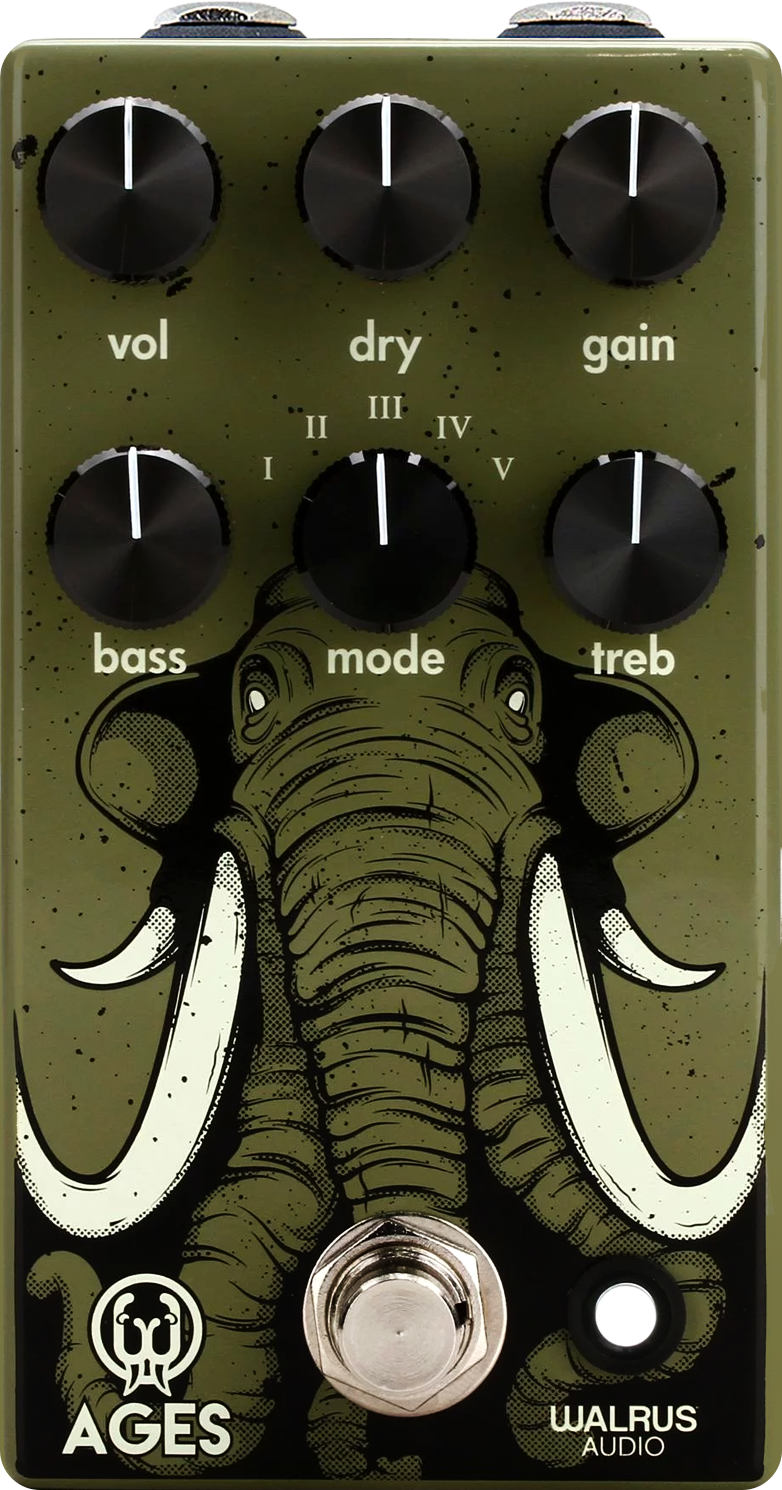 vol dry gain
I II III IV V
bass mode treb
AGES
WALRUS
AUDIO